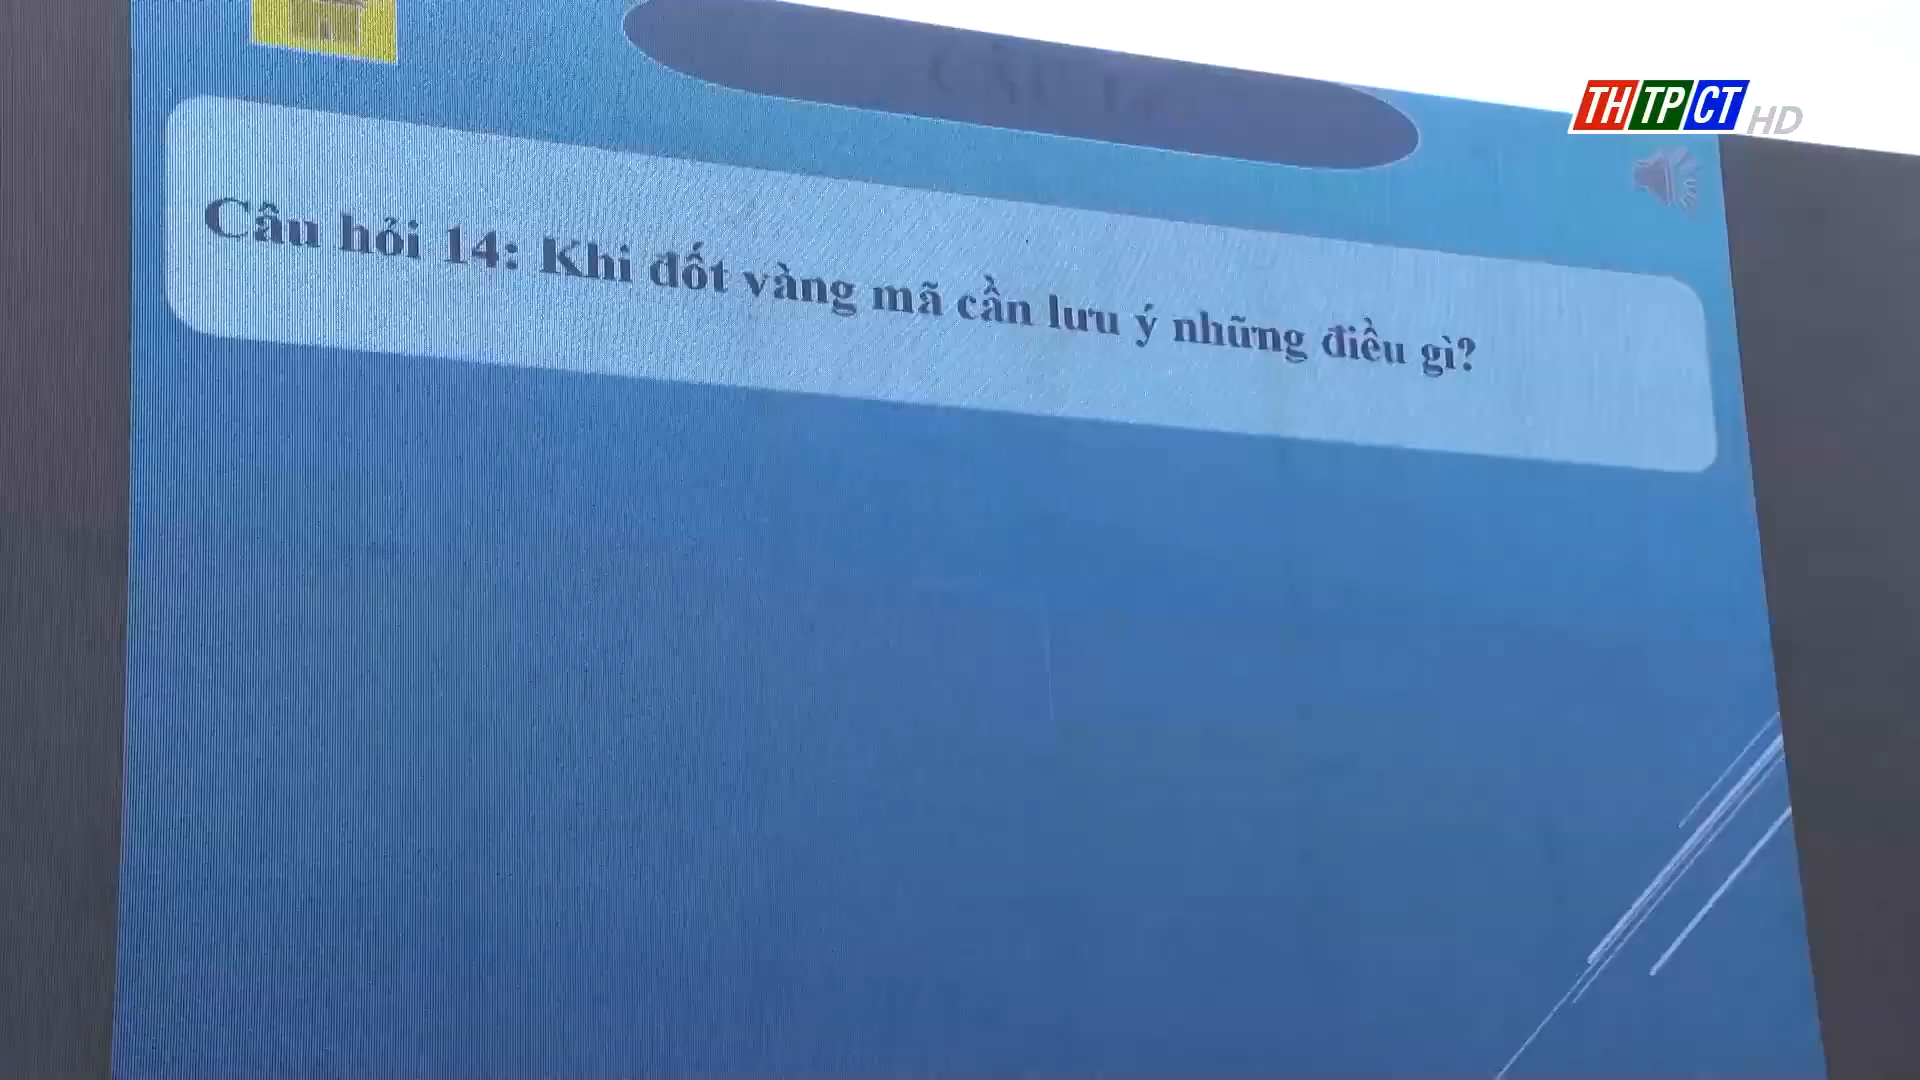 THTPCT HD
Câu hỏi 14: Khi đốt vàng mã cần lưu ý những điều gì?